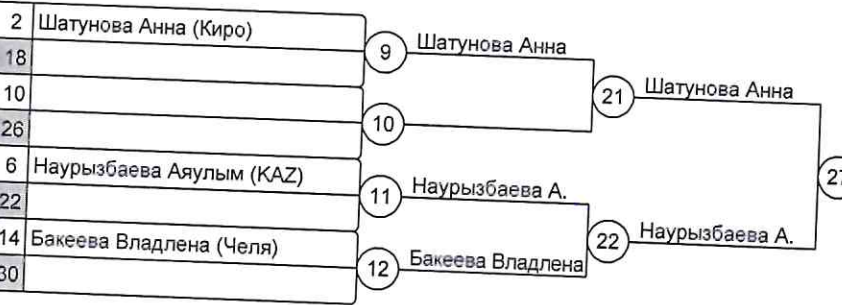 2 Шатунова Анна (Киро)
18
10
26
6 Наурызбаева Аяулым (KAZ)
22
14 Бакеева Владлена (Челя)
30
9 Шатунова Анна
10
11 Наурызбаева А.
12 Бакеева Владлена
21 Шатунова Анна
22 Наурызбаева А.
27